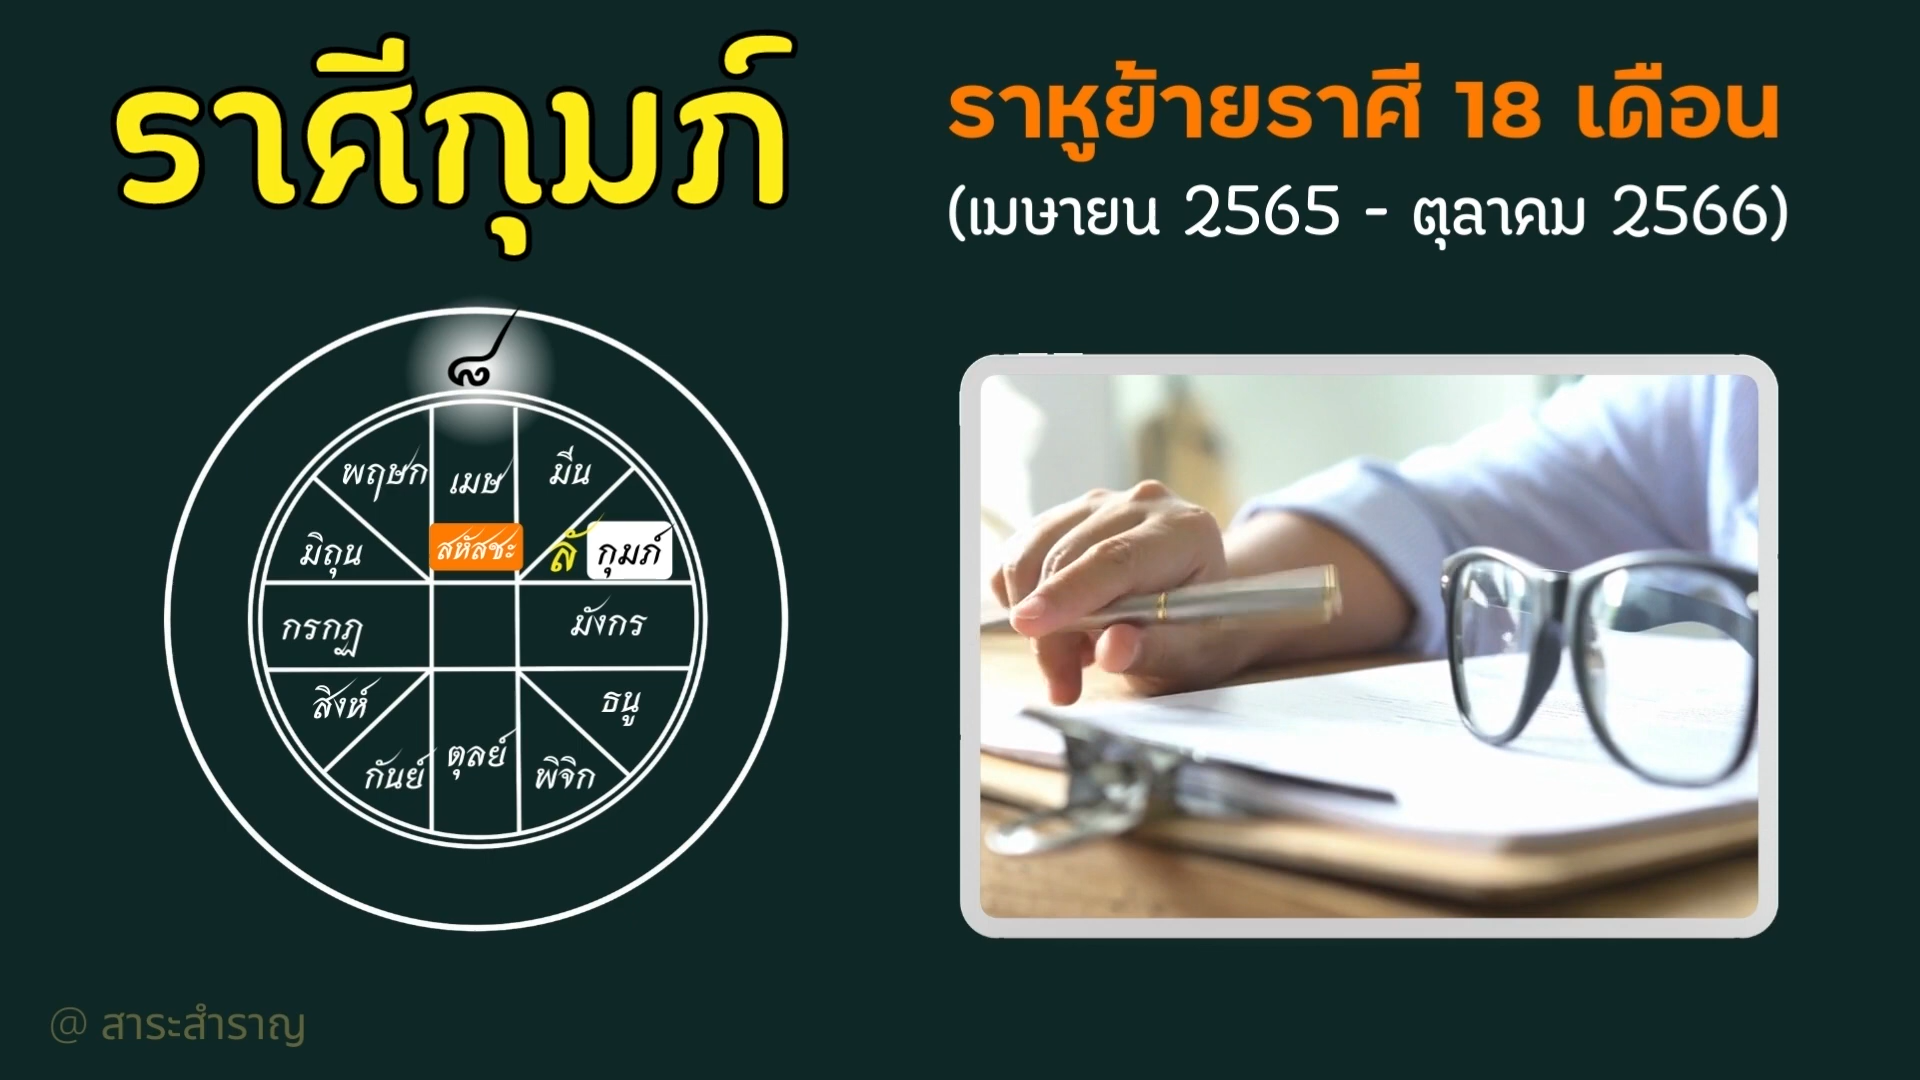 ราศีกุมภ์
ราหูย้ายราศี 18 เดือน
(เมษายน 2565 - ตุลาคม 2566)
๘
พฤษก
เมษ
มีน
มิถุน
สหัสชะ
ลั
กุมภ์
กรกฏ
มังกร
สิงห์
ธนู
กันย์
ตุลย์
พิจิก
@ สาระสำราญ